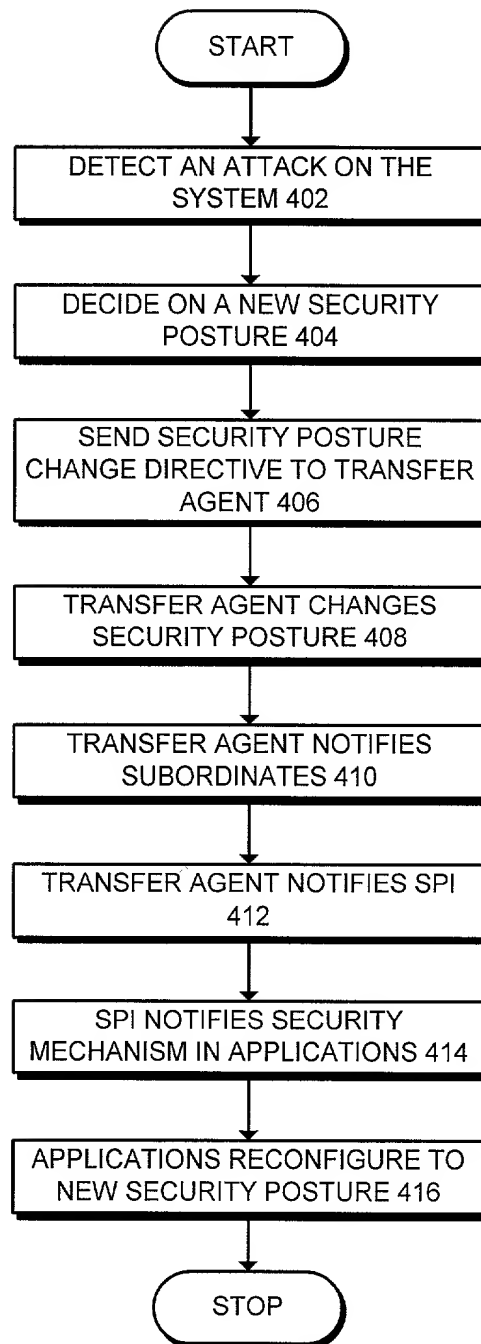 START
DETECT AN ATTACK ON THE
SYSTEM 402
DECIDE ON A NEW SECURITY
POSTURE 404
SEND SECURITY POSTURE
CHANGE DIRECTIVE TO TRANSFER
AGENT 406
TRANSFER AGENT CHANGES
SECURITY POSTURE 408
TRANSFER AGENT NOTIFIES
SUBORDINATES 410
TRANSFER AGENT NOTIFIES SPI
412
SPI NOTIFIES SECURITY
MECHANISM IN APPLICATIONS 414
APPLICATIONS RECONFIGURE TO
NEW SECURITY POSTURE 416
STOP